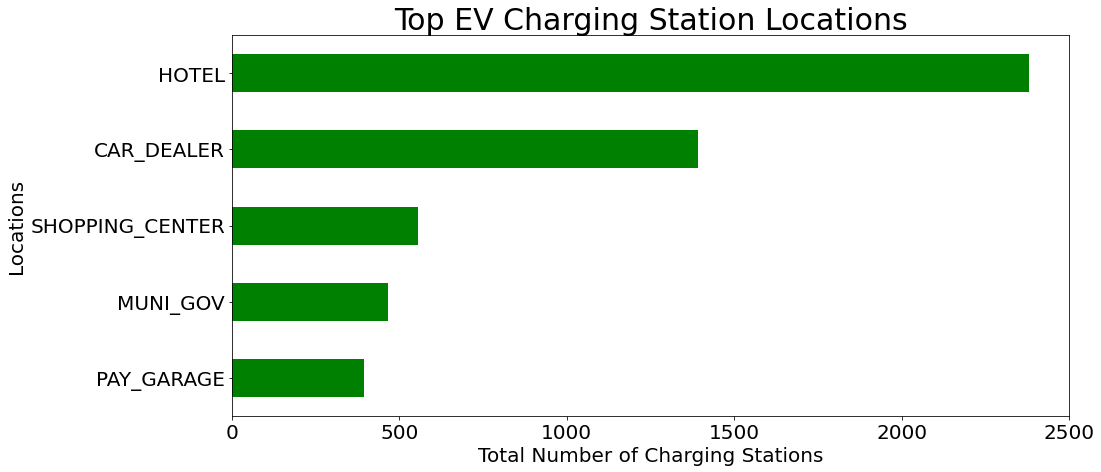 Top EV Charging Station Locations
Locations
HOTEL
CAR_DEALER
SHOPPING_CENTER
MUNI_GOV
PAY_GARAGE
0 500 1000 1500 2000 2500
Total Number of Charging Stations